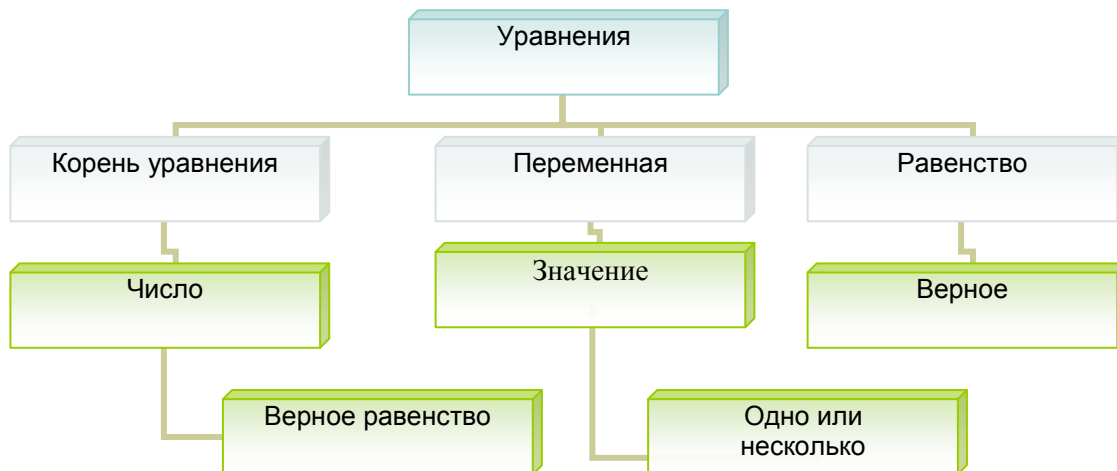 Уравнения
Корень уравнения
Переменная
Равенство
Число
Значение
Верное
Верное равенство
Одно или
несколько